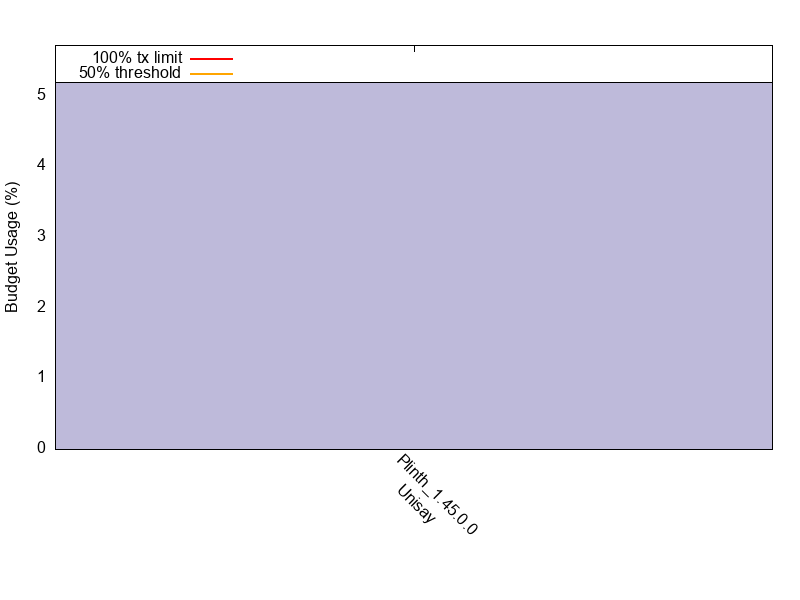 100% tx limit
50% threshold
5
4
3
2
1
0
Budget Usage (%)
Plinth_1.45.0.0
Unisay